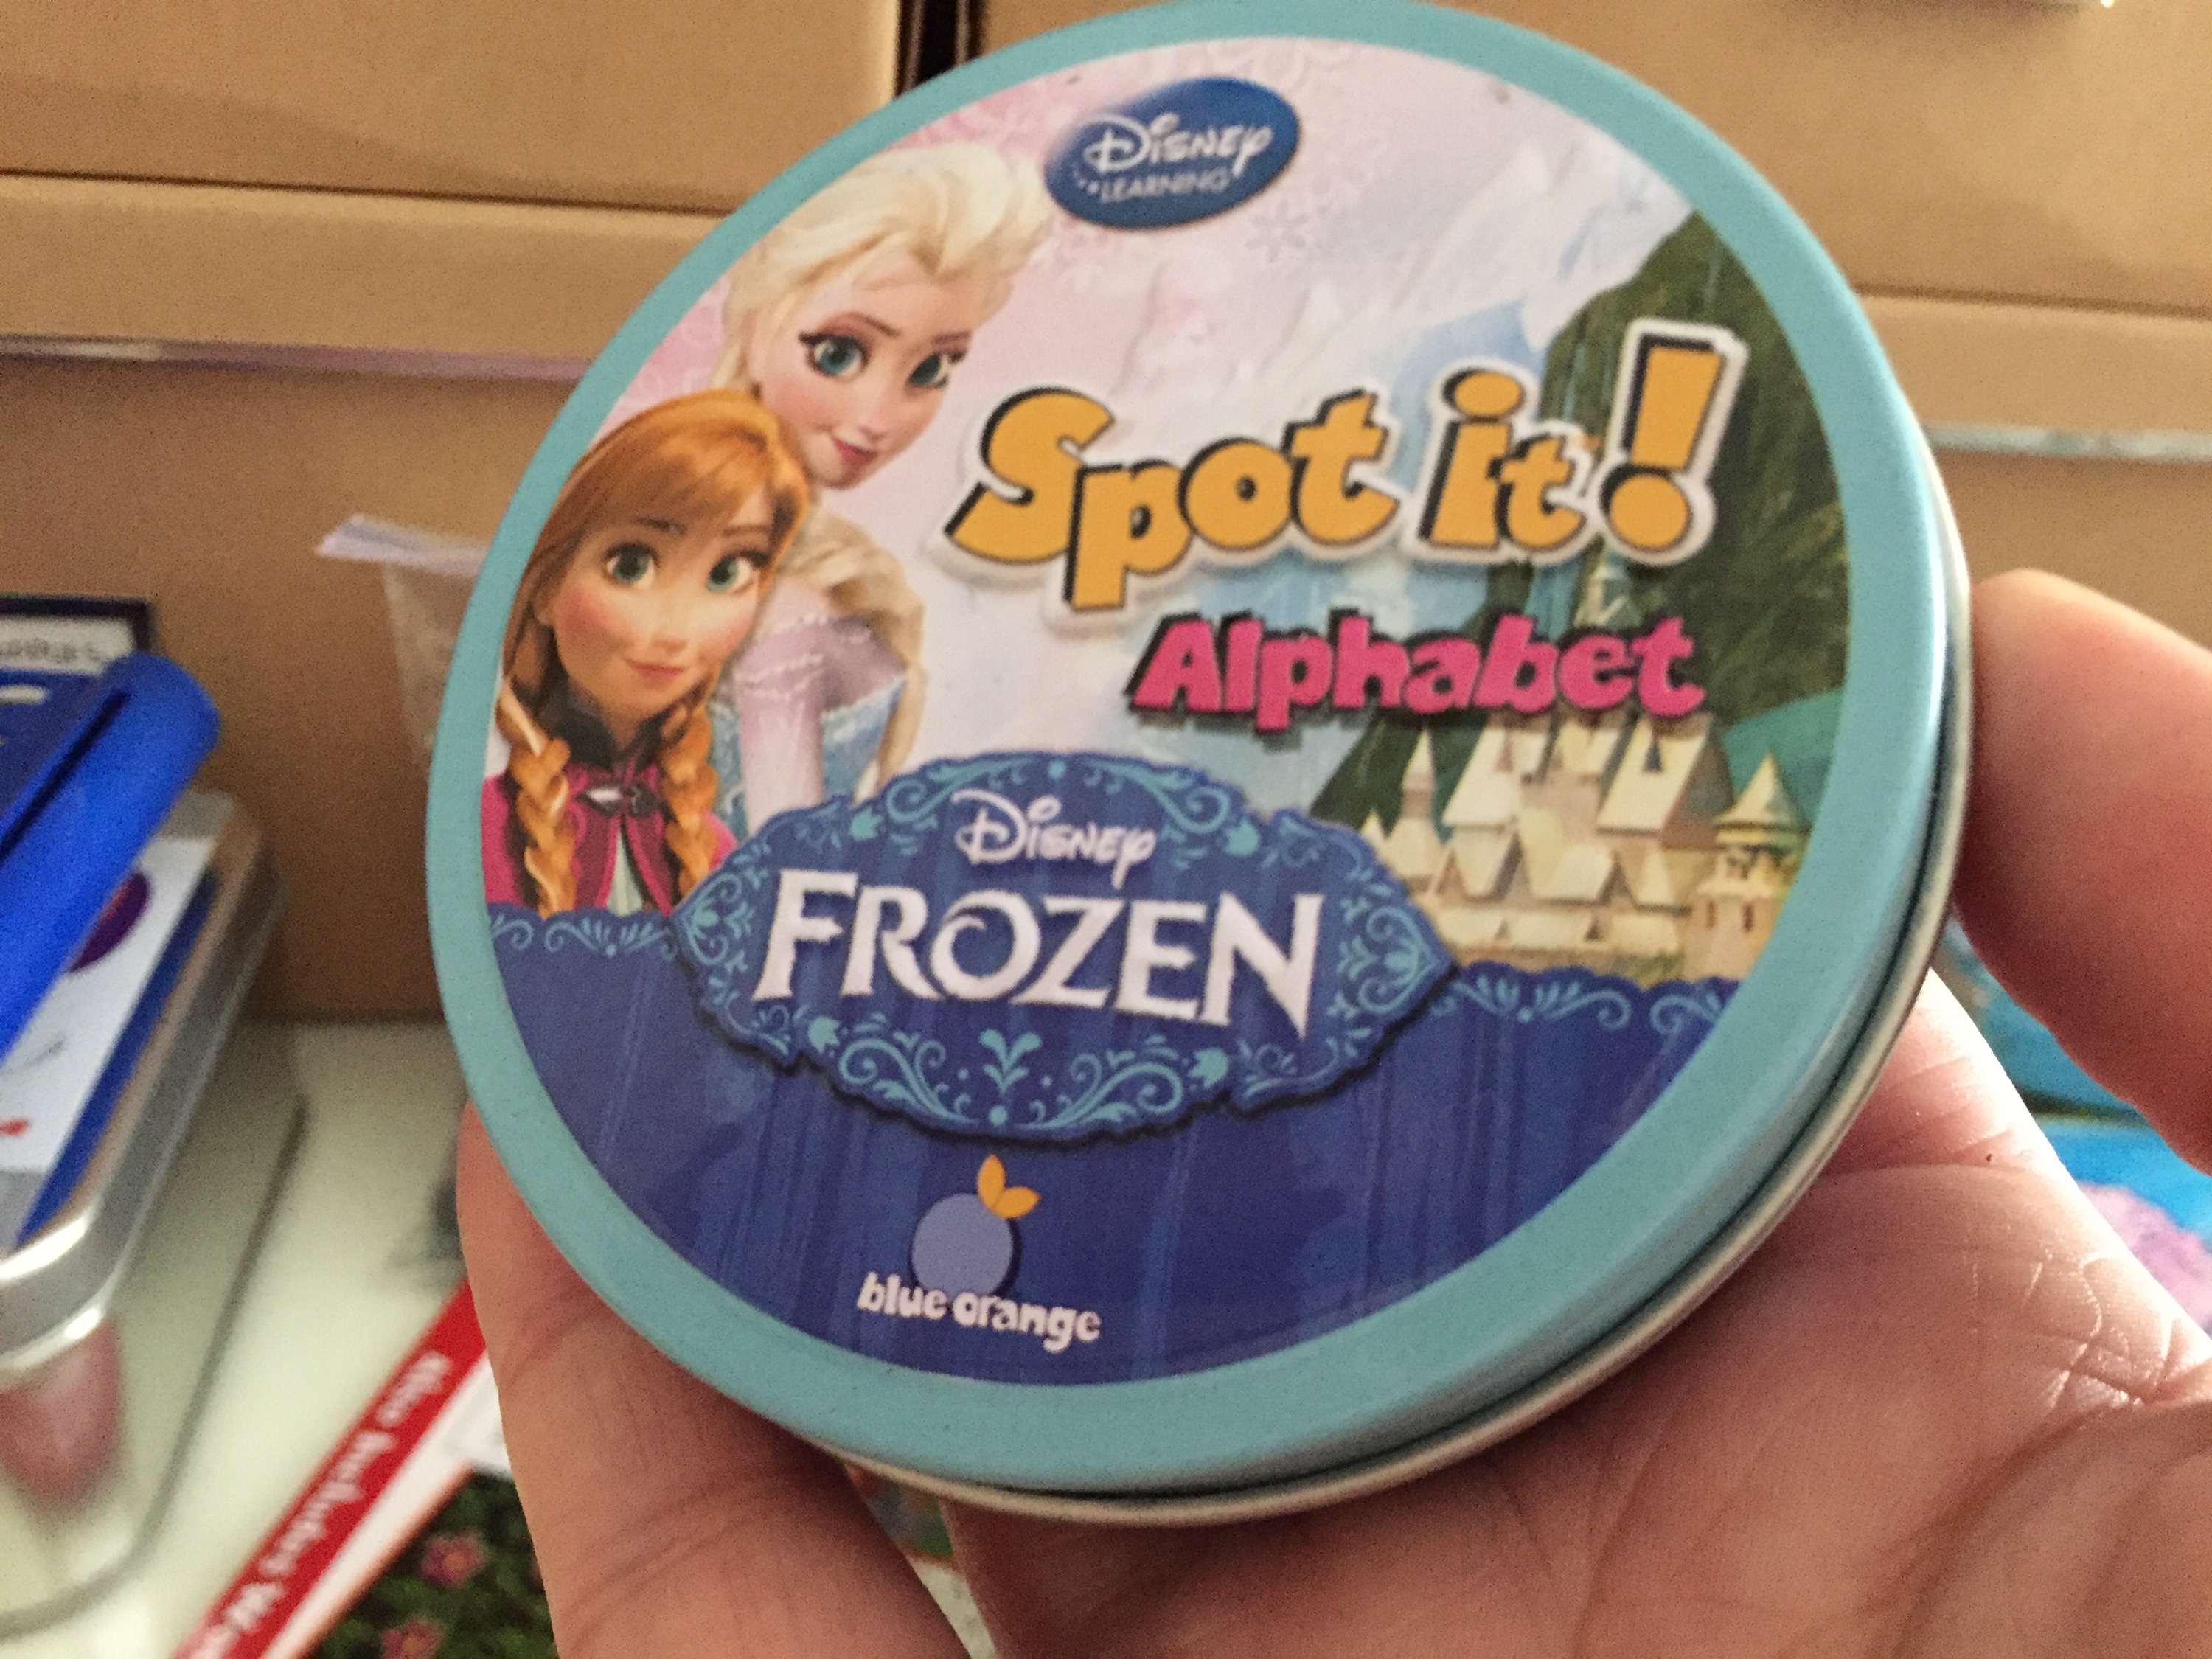 Disney
LEARNING
Spot it!
Alphabet
Disney
FROZEN
blue orange